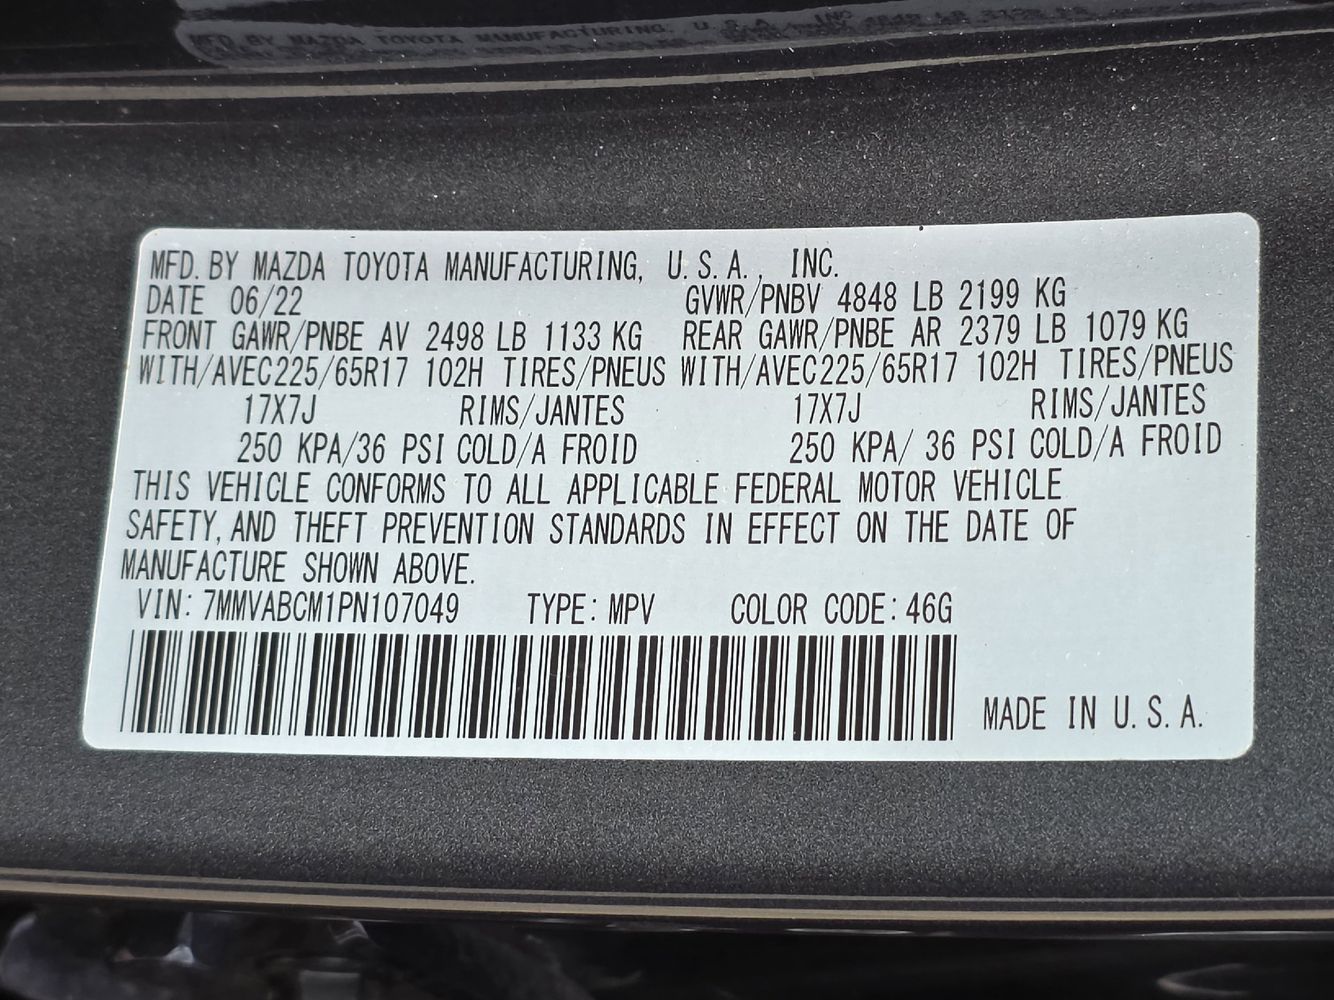 MFD. BY MAZDA TOYOTA MANUFACTURING, U.S.A., INC.
DATE 06/22 GVWR/PNBV 4848 LB 2199 KG
FRONT GAWR/PNBE AV 2498 LB 1133 KG REAR GAWR/PNBE AR 2379 LB 1079 KG
WITH/AVEC225/65R17 102H TIRES/PNEUS WITH/AVEC225/65R17 102H TIRES/PNEUS
17X7J RIMS/JANTES 17X7J RIMS/JANTES
250 KPA/36 PSI COLD/A FROID 250 KPA/ 36 PSI COLD/A FROID
THIS VEHICLE CONFORMS TO ALL APPLICABLE FEDERAL MOTOR VEHICLE
SAFETY, AND THEFT PREVENTION STANDARDS IN EFFECT ON THE DATE OF
MANUFACTURE SHOWN ABOVE.
VIN: 7MMVABCM1PN107049 TYPE: MPV COLOR CODE: 46G
MADE IN U.S.A.